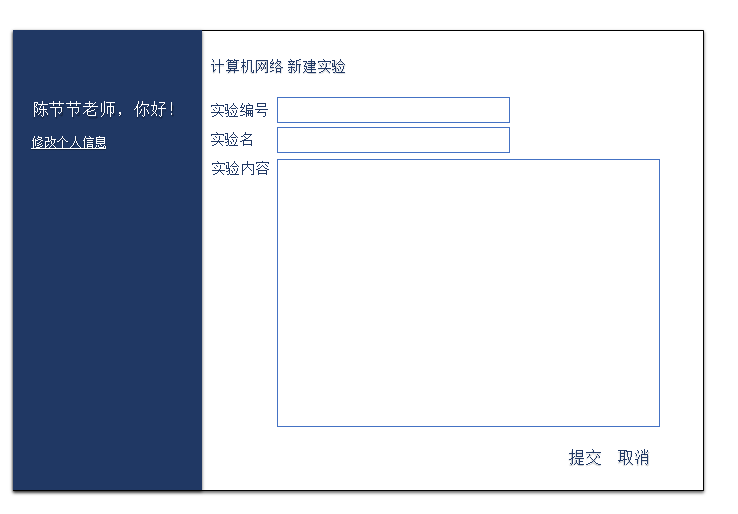 陈节节老师，你好！
修改个人信息
计算机网络 新建实验
实验编号
实验名
实验内容
提交 取消